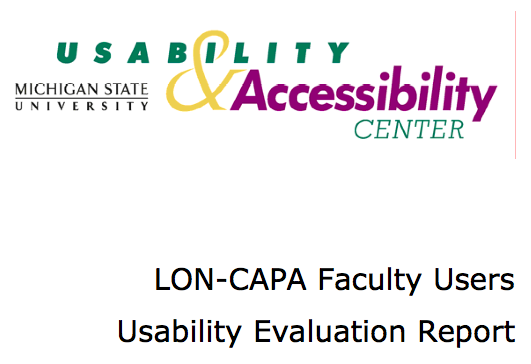 USABILITY
MICHIGAN STATE
UNIVERSITY
& Accessibility
CENTER
LON-CAPA Faculty Users
Usability Evaluation Report